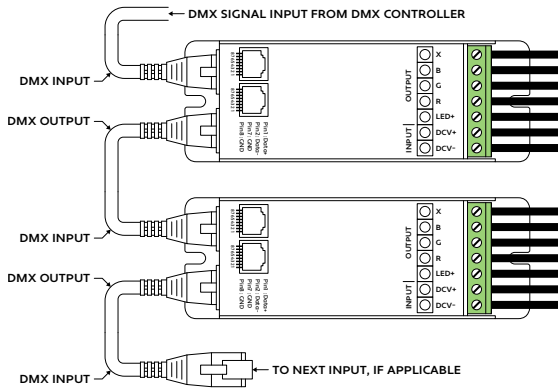 DMX SIGNAL INPUT FROM DMX CONTROLLER
DMX INPUT
DMX OUTPUT
Pin1 : Data+
Pin2 : Data-
Pin7 : GND
Pin8 : GND
OUTPUT
X
B
G
R
LED+
INPUT
DCV+
DCV-
DMX INPUT
DMX OUTPUT
Pin1 : Data+
Pin2 : Data-
Pin7 : GND
Pin8 : GND
OUTPUT
X
B
G
R
LED+
INPUT
DCV+
DCV-
DMX INPUT
TO NEXT INPUT, IF APPLICABLE